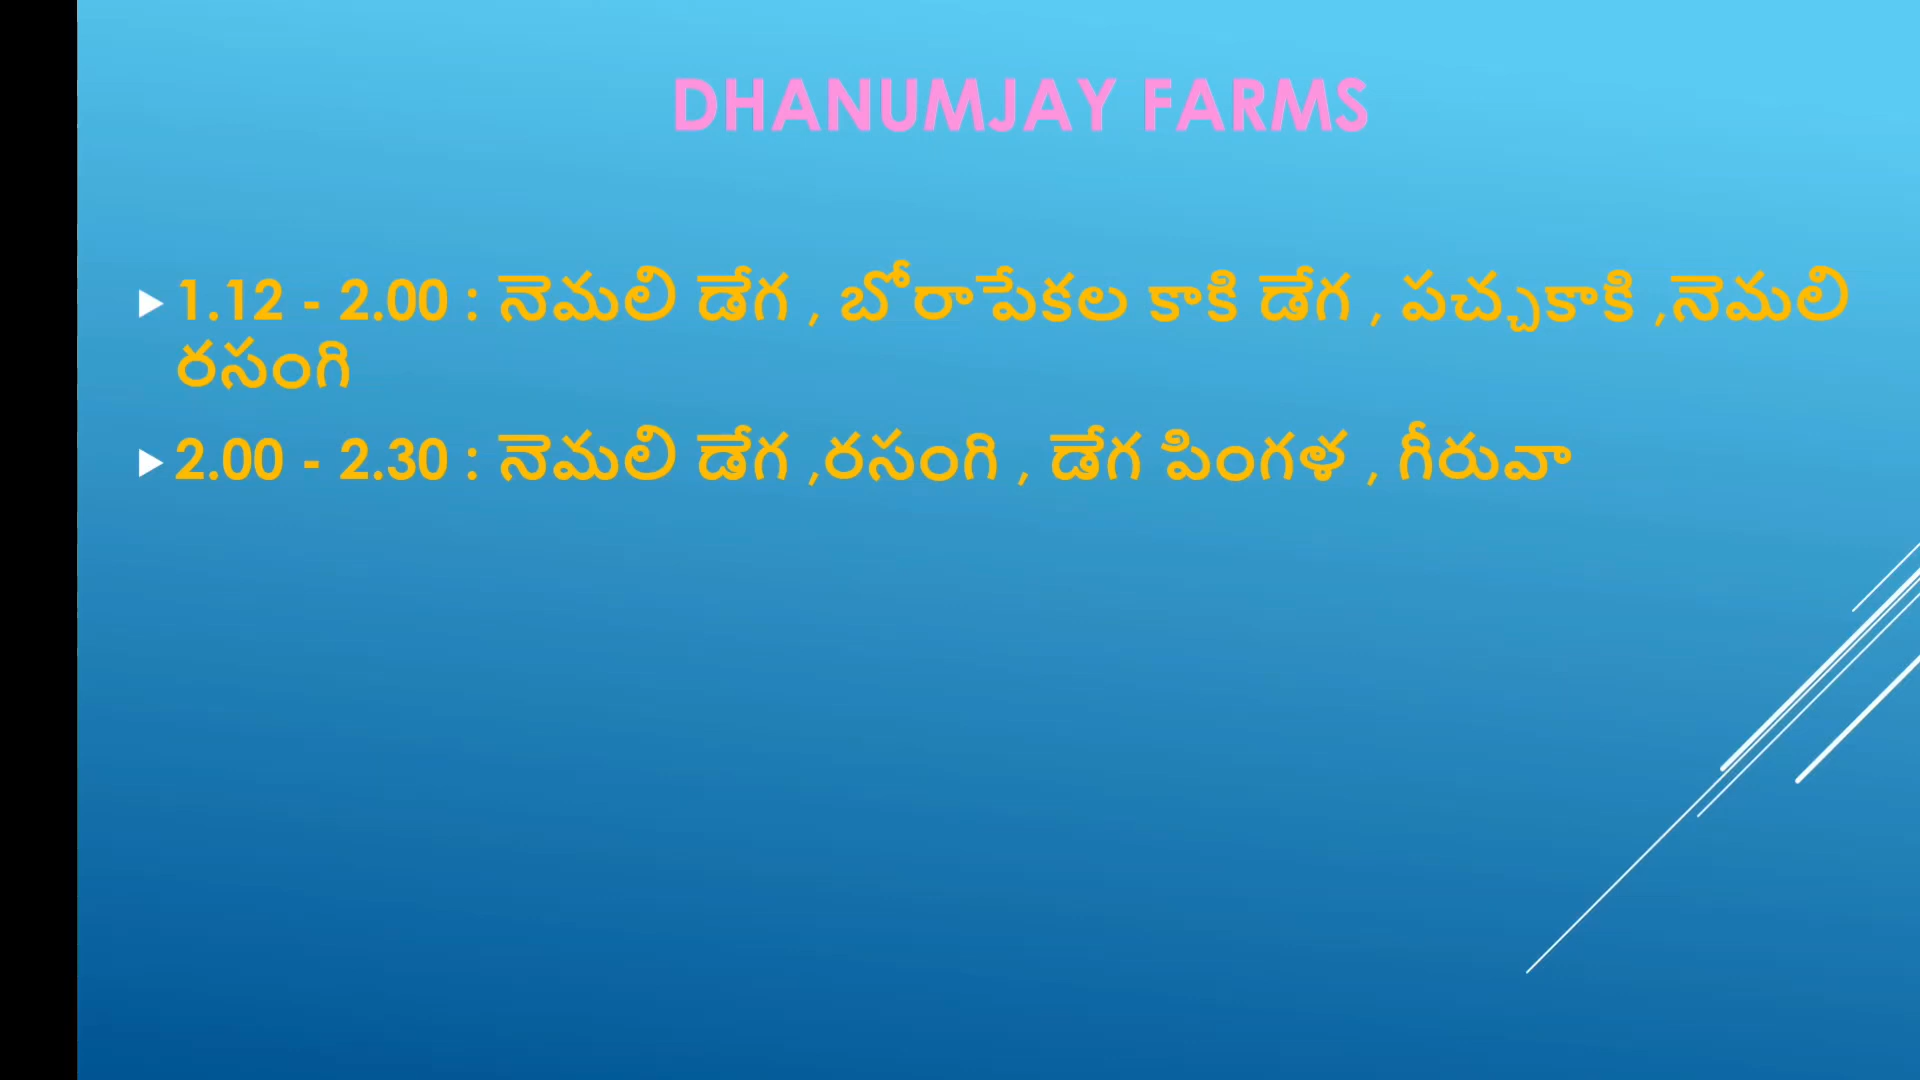 DHANUMJAY FARMS
1.12 - 2.00 : నెమలి డేగ , బోరాపేకల కాకి డేగ , పచ్చకాకి ,నెమలి
రసంగి
2.00 - 2.30 : నెమలి డేగ ,రసంగి , డేగ పింగళ , గీరువా